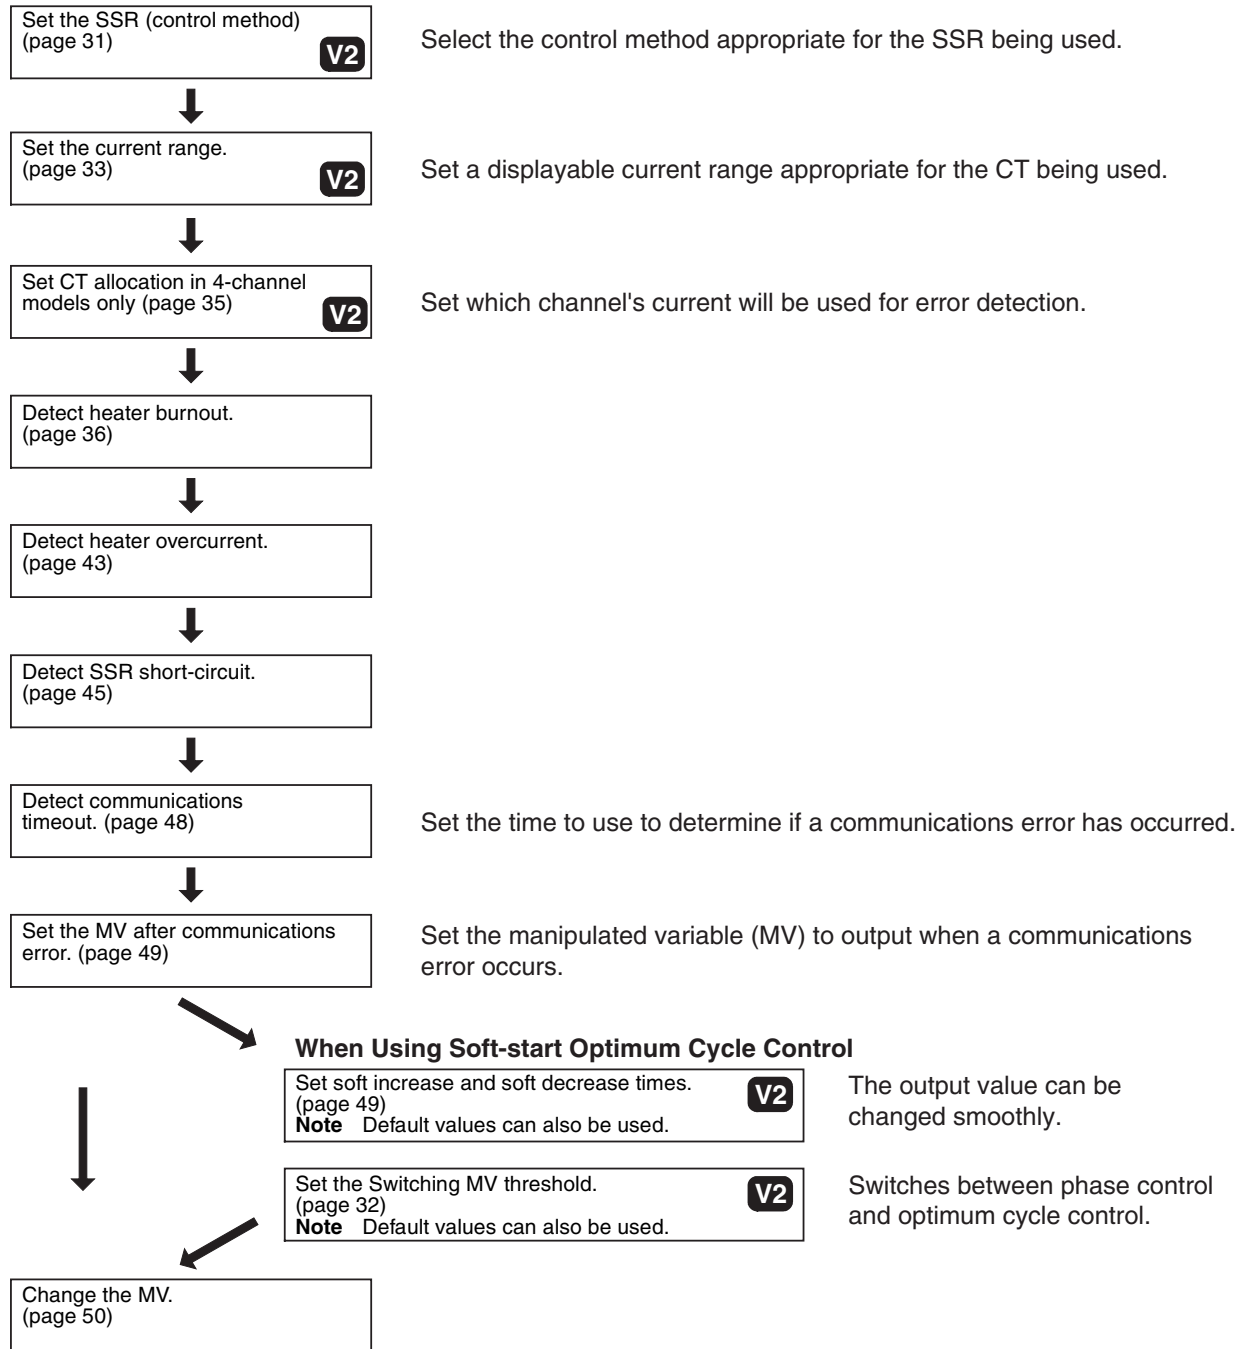 Set the SSR (control method)
(page 31)
V2
Select the control method appropriate for the SSR being used.
Set the current range.
(page 33)
V2
Set a displayable current range appropriate for the CT being used.
Set CT allocation in 4-channel
models only (page 35)
V2
Set which channel's current will be used for error detection.
Detect heater burnout.
(page 36)
Detect heater overcurrent.
(page 43)
Detect SSR short-circuit.
(page 45)
Detect communications
timeout. (page 48)
Set the time to use to determine if a communications error has occurred.
Set the MV after communications
error. (page 49)
Set the manipulated variable (MV) to output when a communications
error occurs.
When Using Soft-start Optimum Cycle Control
Set soft increase and soft decrease times.
(page 49)
Note Default values can also be used.
V2
The output value can be
changed smoothly.
Set the Switching MV threshold.
(page 32)
Note Default values can also be used.
V2
Switches between phase control
and optimum cycle control.
Change the MV.
(page 50)